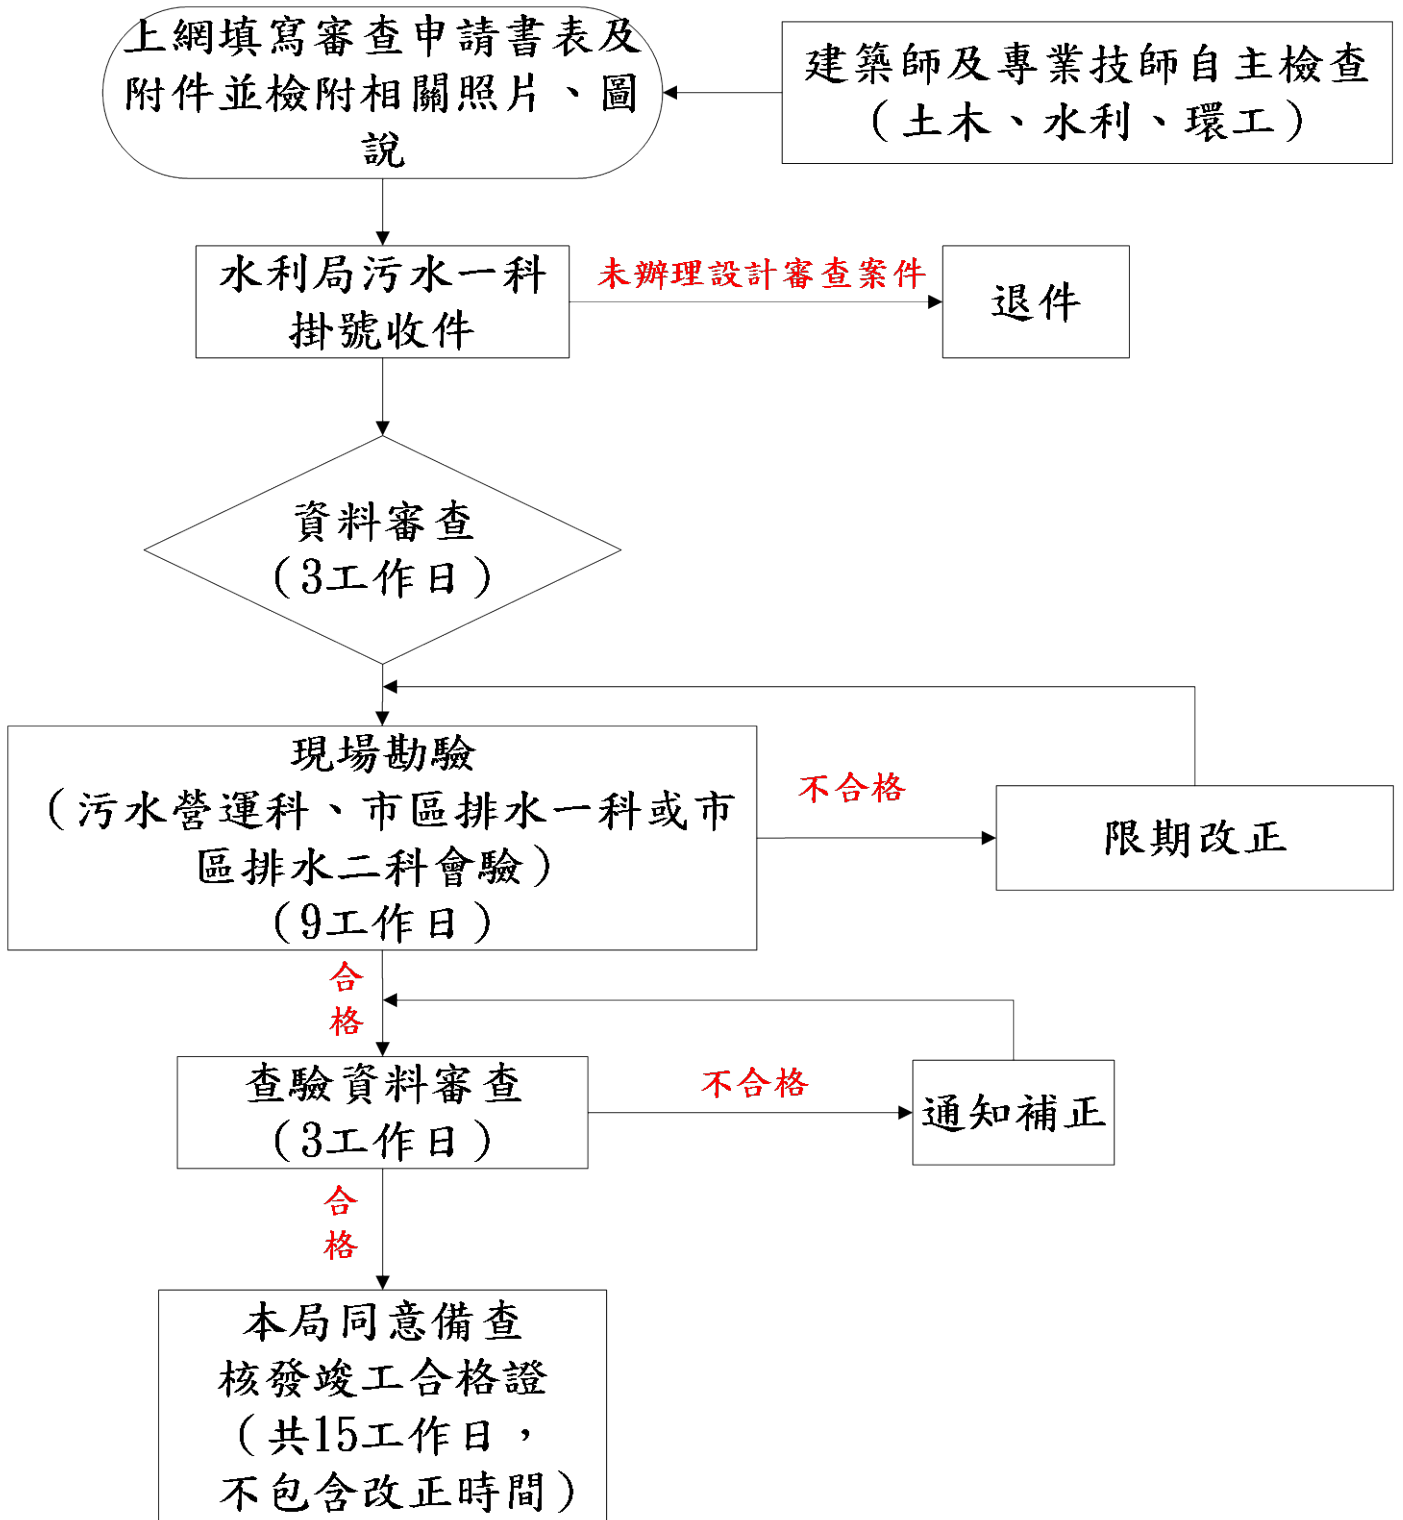 上網填寫審查申請書表及
附件並檢附相關照片、圖
說
建築師及專業技師自主檢查
（土木、水利、環工）
水利局污水一科
掛號收件
未辦理設計審查案件
退件
資料審查
（3工作日）
現場勘驗
（污水營運科、市區排水一科或市
區排水二科會驗）
（9工作日）
不合格
限期改正
合
格
查驗資料審查
（3工作日）
不合格
通知補正
合
格
本局同意備查
核發竣工合格證
（共15工作日，
不包含改正時間）